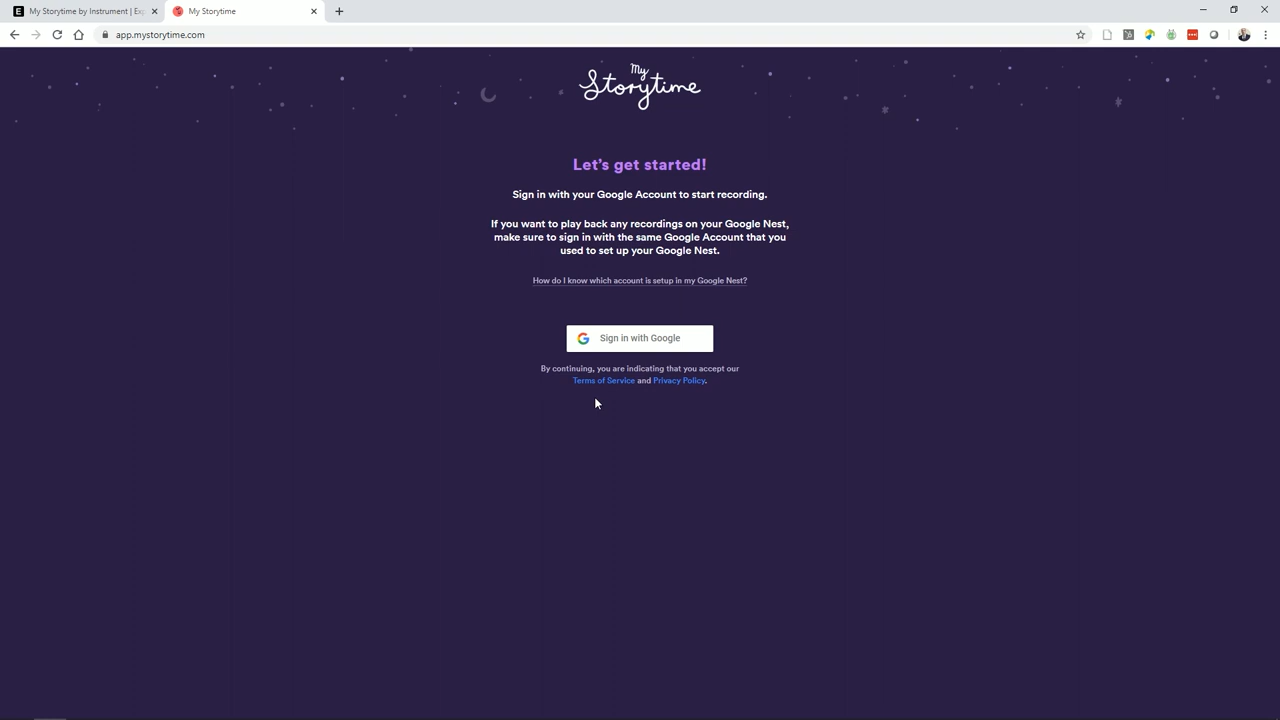 My Storytime by Instrument | Exp
My Storytime
app.mystorytime.com
My
Storytime
Let's get started!
Sign in with your Google Account to start recording.
If you want to play back any recordings on your Google Nest,
make sure to sign in with the same Google Account that you
used to set up your Google Nest.
How do I know which account is setup in my Google Nest?
Sign in with Google
By continuing, you are indicating that you accept our
Terms of Service and Privacy Policy.